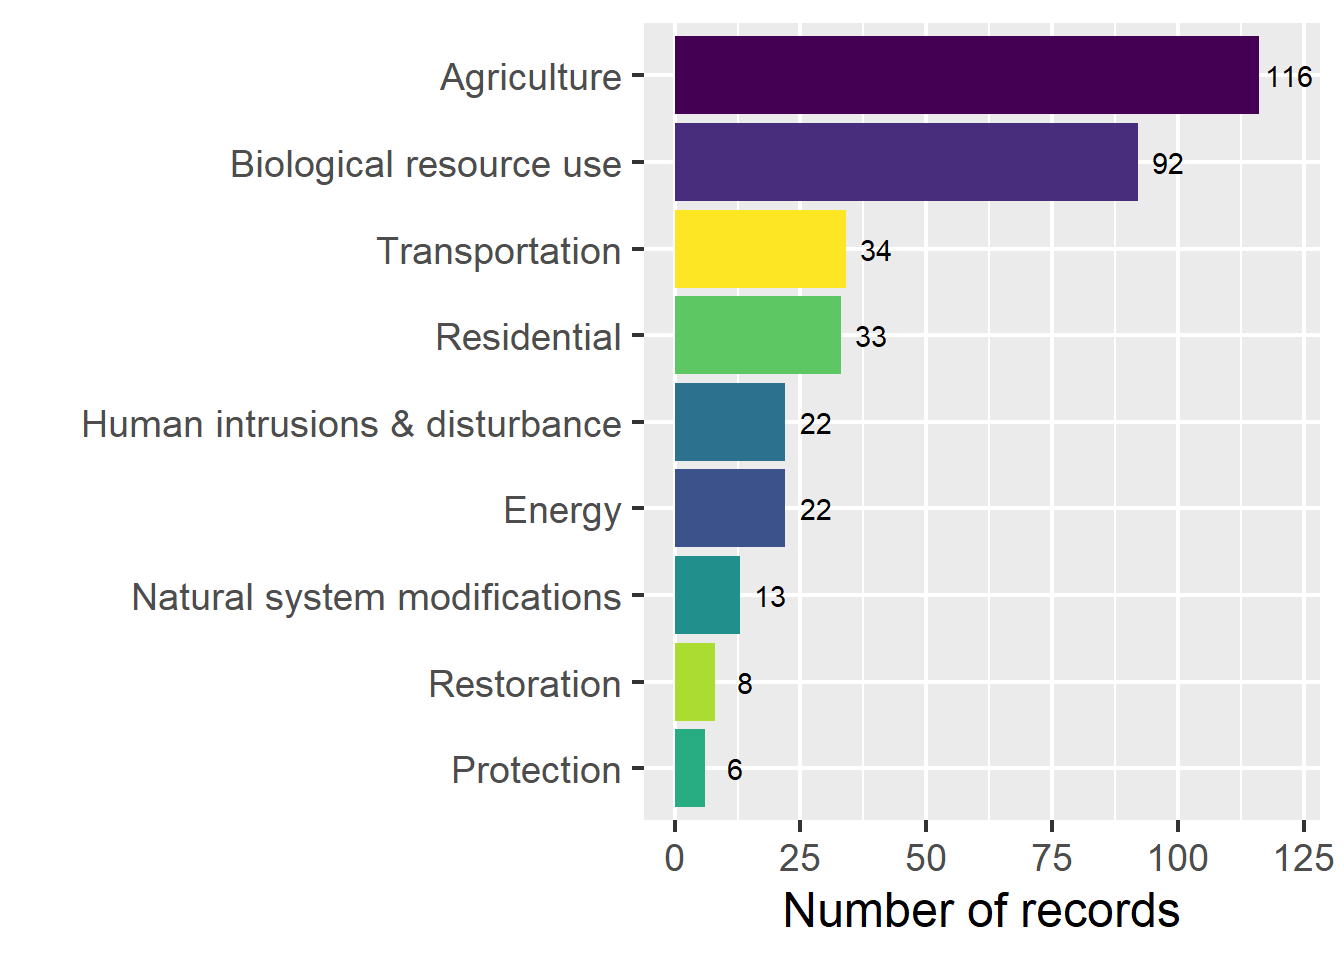 Agriculture 116
Biological resource use 92
Transportation 34
Residential 33
Human intrusions & disturbance 22
Energy 22
Natural system modifications 13
Restoration 8
Protection 6
0 25 50 75 100 125
Number of records